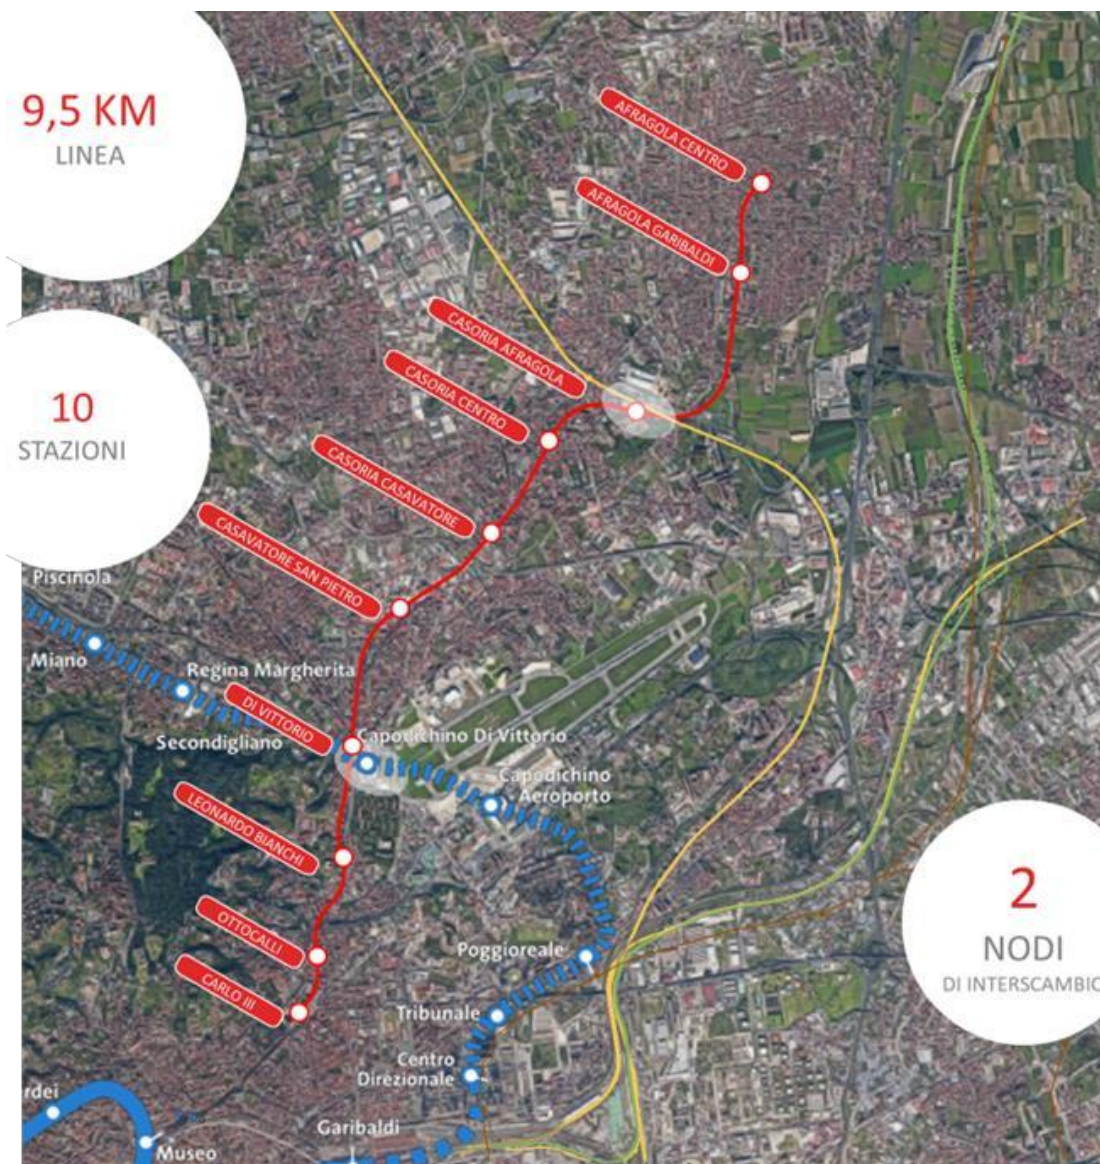 9,5 KM
LINEA
10
STAZIONI
AFRAGOLA CENTRO
AFRAGOLA GARIBALDI
CASORIA AFRAGOLA
CASORIA CENTRO
CASORIA CASAVATORE
CASAVATORE SAN PIETRO
Piscinola
Miano
Regina Margherita
Secondigliano
DI VITTORIO
Capodichino Di Vittorio
Capodichino
Aeroporto
LEONARDO BIANCHI
OTTOCALLI
CARLO III
Poggioreale
Tribunale
Centro
Direzionale
rdei
Garibaldi
Museo
2
NODI
DI INTERSCAMBIO